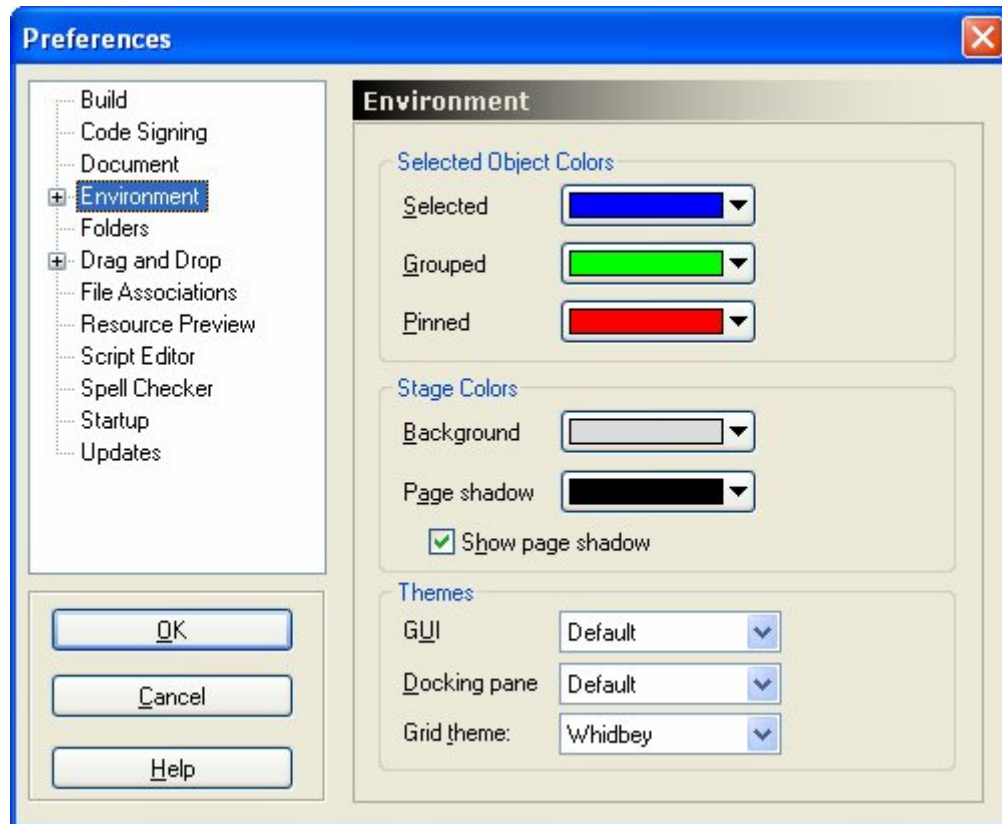 Preferences
Build
Code Signing
Document
Environment
Folders
Drag and Drop
File Associations
Resource Preview
Script Editor
Spell Checker
Startup
Updates
OK
Cancel
Help
Environment
Selected Object Colors
Selected
Grouped
Pinned
Stage Colors
Background
Page shadow
Show page shadow
Themes
GUI Default
Docking pane Default
Grid theme: Whidbey